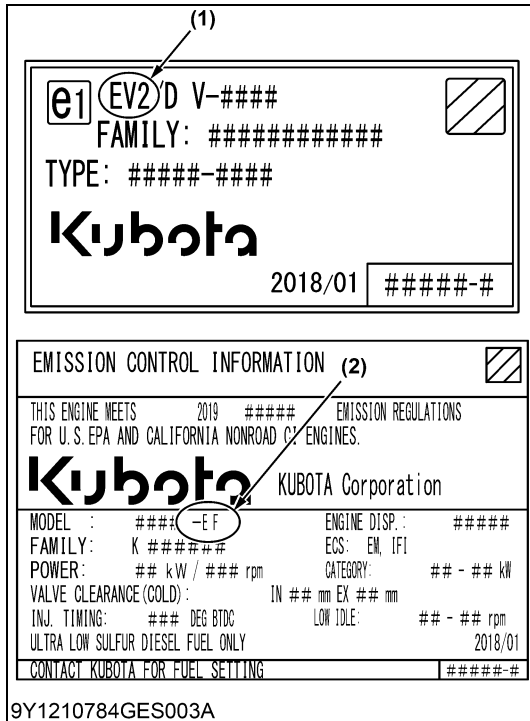 (1)
e1 EV2/D V-####
FAMILY: ############
TYPE: #####-####
Kubota
2018/01 #####-#
EMISSION CONTROL INFORMATION (2)
THIS ENGINE MEETS 2019 ##### EMISSION REGULATIONS
FOR U.S.EPA AND CALIFORNIA NONROAD CI ENGINES.
Kubota KUBOTA Corporation
MODEL : #### -EF ENGINE DISP.: #####
FAMILY: K ###### ECS: EM, IFI
POWER: ## kW / ### rpm CATEGORY: ## - ## kW
VALVE CLEARANCE(COLD): IN ## mm EX ## mm
INJ. TIMING: ### DEG BTDC LOW IDLE: ## - ## rpm
ULTRA LOW SULFUR DIESEL FUEL ONLY 2018/01
CONTACT KUBOTA FOR FUEL SETTING #####-#
9Y1210784GES003A